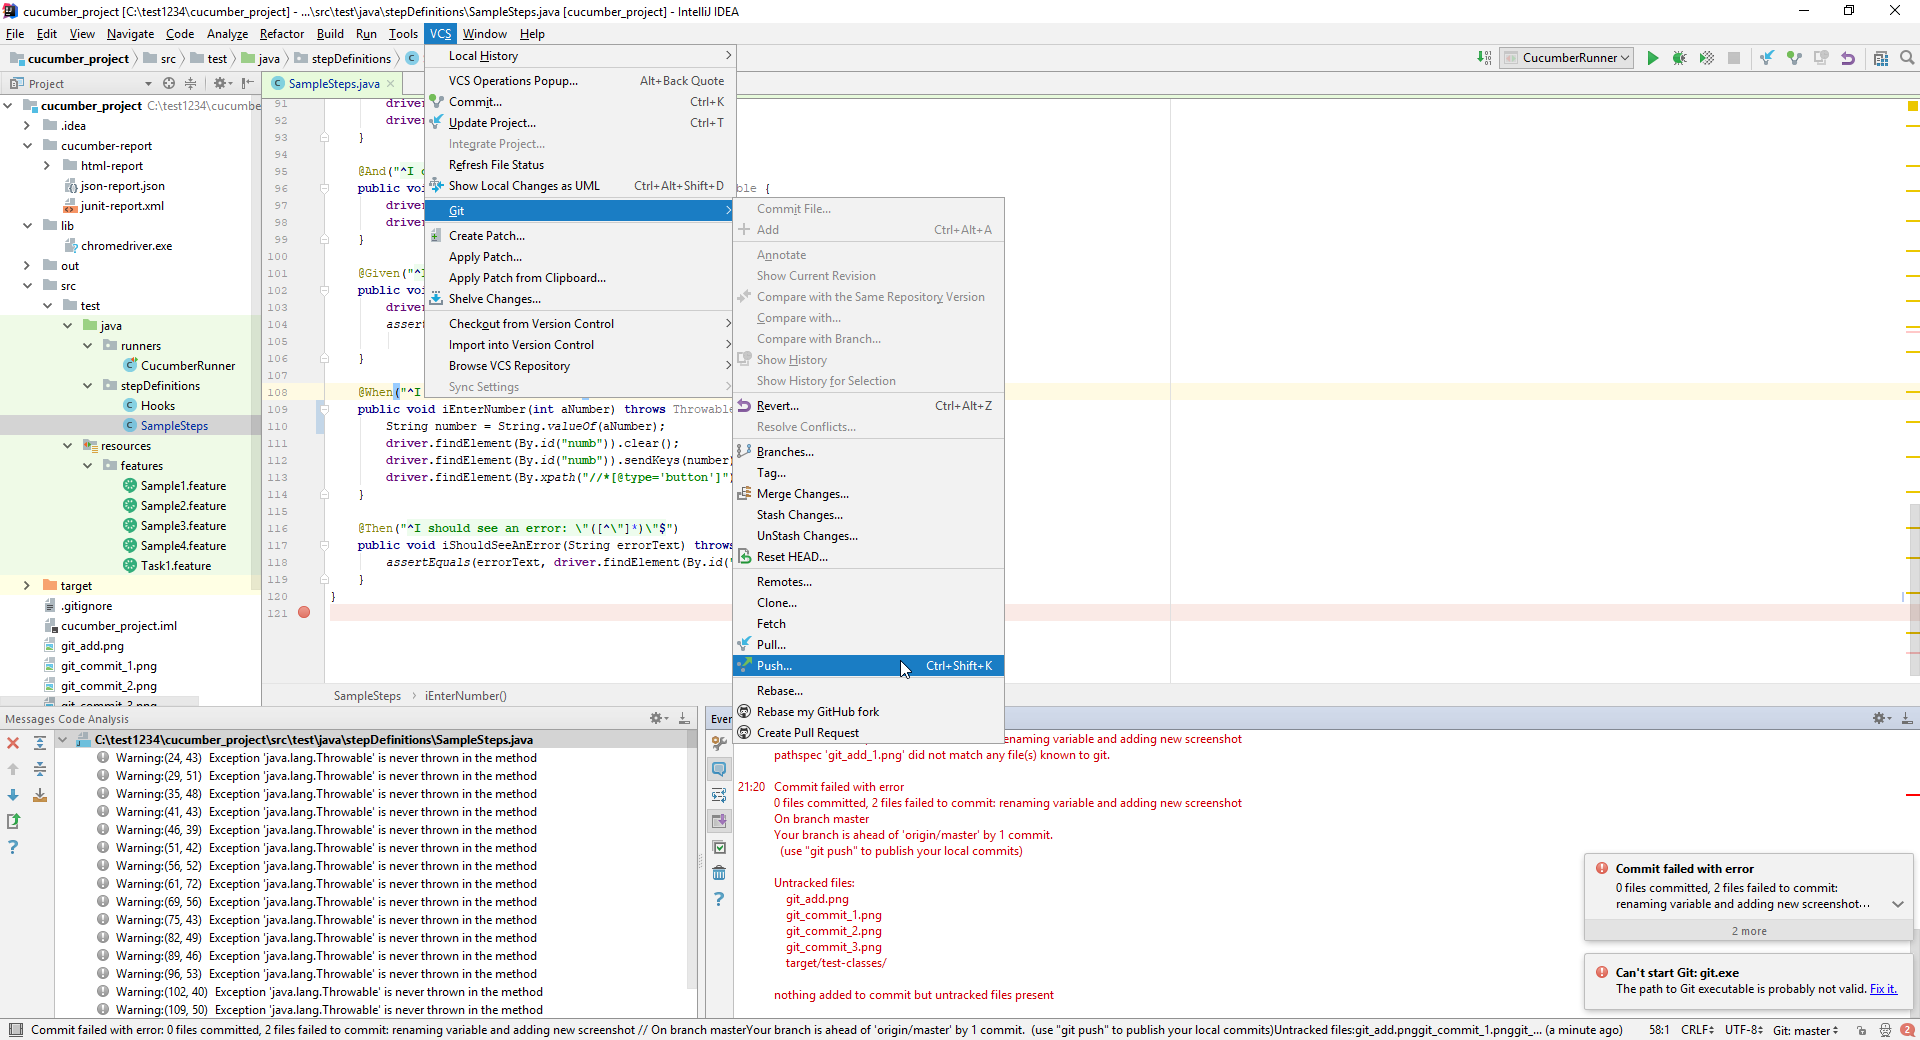 cucumber_project [C:\test1234\cucumber_project] - ...\src\test\java\stepDefinitions\SampleSteps.java [cucumber_project] - IntelliJ IDEA
File Edit View Navigate Code Analyze Refactor Build Run Tools VCS Window Help
cucumber_project src test java stepDefinitions CucumberRunner
Project
SampleSteps.java
cucumber_project C:\test1234\cucumbe
.idea
cucumber-report
html-report
json-report.json
junit-report.xml
lib
chromedriver.exe
out
src
test
java
runners
CucumberRunner
stepDefinitions
Hooks
SampleSteps
resources
features
Sample1.feature
Sample2.feature
Sample3.feature
Sample4.feature
Task1.feature
target
.gitignore
cucumber_project.iml
git_add.png
git_commit_1.png
git_commit_2.png
git_commit_3.png
91 driver
92 driver
93 }
94
95 @And("^I
96 public voi ble {
97 driver
98 driver
99 }
100
101 @Given("^I
102 public voi
103 driver
104 assert
105
106 }
107
108 @When("^I
109 public void iEnterNumber(int aNumber) throws Throwable
110 String number = String.valueOf(aNumber);
111 driver.findElement(By.id("numb")).clear();
112 driver.findElement(By.id("numb")).sendKeys(number)
113 driver.findElement(By.xpath("//*[@type='button']")
114 }
115
116 @Then("^I should see an error: \"([^\"]*)\"$")
117 public void iShouldSeeAnError(String errorText) throws
118 assertEquals(errorText, driver.findElement(By.id("
119 }
120 }
121
SampleSteps iEnterNumber()
Local History
VCS Operations Popup... Alt+Back Quote
Commit... Ctrl+K
Update Project... Ctrl+T
Integrate Project...
Refresh File Status
Show Local Changes as UML Ctrl+Alt+Shift+D
Git
Create Patch...
Apply Patch...
Apply Patch from Clipboard...
Shelve Changes...
Checkout from Version Control
Import into Version Control
Browse VCS Repository
Sync Settings
Commit File...
Add Ctrl+Alt+A
Annotate
Show Current Revision
Compare with the Same Repository Version
Compare with...
Compare with Branch...
Show History
Show History for Selection
Revert... Ctrl+Alt+Z
Resolve Conflicts...
Branches...
Tag...
Merge Changes...
Stash Changes...
UnStash Changes...
Reset HEAD...
Remotes...
Clone...
Fetch
Pull...
Push... Ctrl+Shift+K
Rebase...
Rebase my GitHub fork
Create Pull Request
Messages Code Analysis
C:\test1234\cucumber_project\src\test\java\stepDefinitions\SampleSteps.java
Warning:(24, 43) Exception 'java.lang.Throwable' is never thrown in the method
Warning:(29, 51) Exception 'java.lang.Throwable' is never thrown in the method
Warning:(35, 48) Exception 'java.lang.Throwable' is never thrown in the method
Warning:(41, 43) Exception 'java.lang.Throwable' is never thrown in the method
Warning:(46, 39) Exception 'java.lang.Throwable' is never thrown in the method
Warning:(51, 42) Exception 'java.lang.Throwable' is never thrown in the method
Warning:(56, 52) Exception 'java.lang.Throwable' is never thrown in the method
Warning:(61, 72) Exception 'java.lang.Throwable' is never thrown in the method
Warning:(69, 56) Exception 'java.lang.Throwable' is never thrown in the method
Warning:(75, 43) Exception 'java.lang.Throwable' is never thrown in the method
Warning:(82, 49) Exception 'java.lang.Throwable' is never thrown in the method
Warning:(89, 46) Exception 'java.lang.Throwable' is never thrown in the method
Warning:(96, 53) Exception 'java.lang.Throwable' is never thrown in the method
Warning:(102, 40) Exception 'java.lang.Throwable' is never thrown in the method
Warning:(109, 50) Exception 'java.lang.Throwable' is never thrown in the method
Ever
enaming variable and adding new screenshot
pathspec 'git_add_1.png' did not match any file(s) known to git.
21:20 Commit failed with error
0 files committed, 2 files failed to commit: renaming variable and adding new screenshot
On branch master
Your branch is ahead of 'origin/master' by 1 commit.
(use "git push" to publish your local commits)
Untracked files:
git_add.png
git_commit_1.png
git_commit_2.png
git_commit_3.png
target/test-classes/
nothing added to commit but untracked files present
Commit failed with error
0 files committed, 2 files failed to commit:
renaming variable and adding new screenshot...
2 more
Can't start Git: git.exe
The path to Git executable is probably not valid. Fix it.
Commit failed with error: 0 files committed, 2 files failed to commit: renaming variable and adding new screenshot // On branch masterYour branch is ahead of 'origin/master' by 1 commit. (use "git push" to publish your local commits)Untracked files:git_add.pnggit_commit_1.pnggit_... (a minute ago) 58:1 CRLF UTF-8 Git: master 2